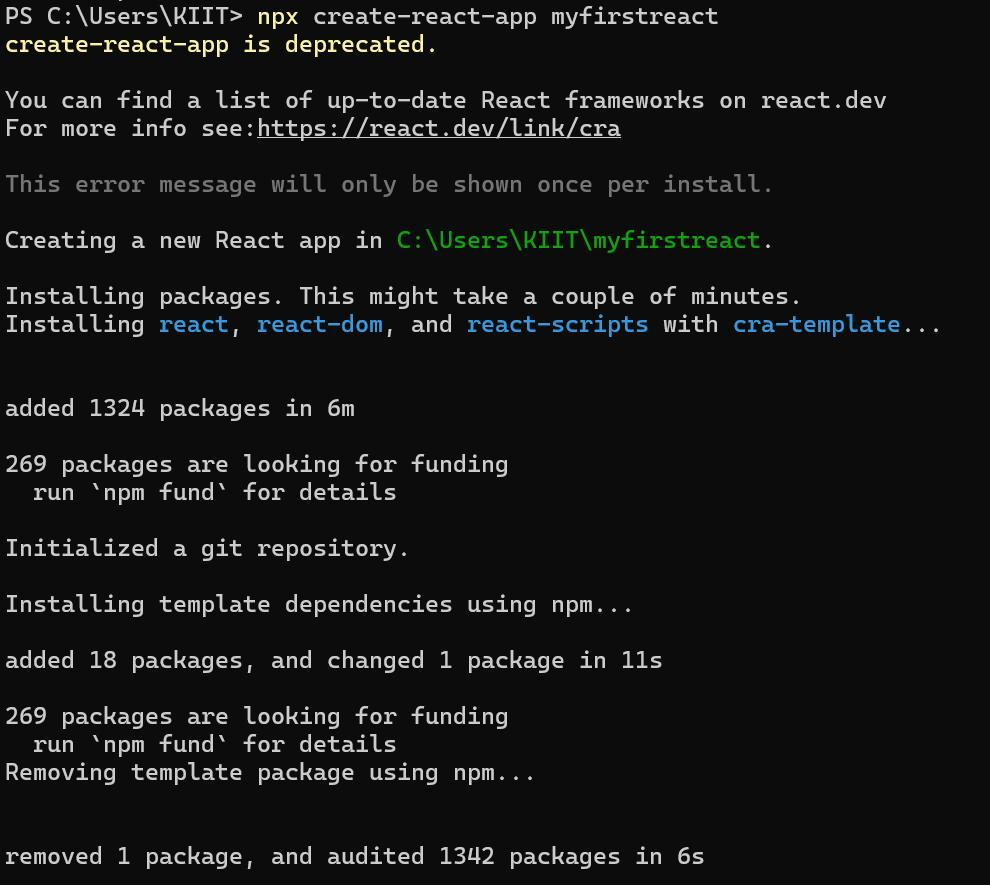 PS C:\Users\KIIT> npx create-react-app myfirstreact
create-react-app is deprecated.
You can find a list of up-to-date React frameworks on react.dev
For more info see:https://react.dev/link/cra
This error message will only be shown once per install.
Creating a new React app in C:\Users\KIIT\myfirstreact.
Installing packages. This might take a couple of minutes.
Installing react, react-dom, and react-scripts with cra-template...
added 1324 packages in 6m
269 packages are looking for funding
  run `npm fund` for details
Initialized a git repository.
Installing template dependencies using npm...
added 18 packages, and changed 1 package in 11s
269 packages are looking for funding
  run `npm fund` for details
Removing template package using npm...
removed 1 package, and audited 1342 packages in 6s